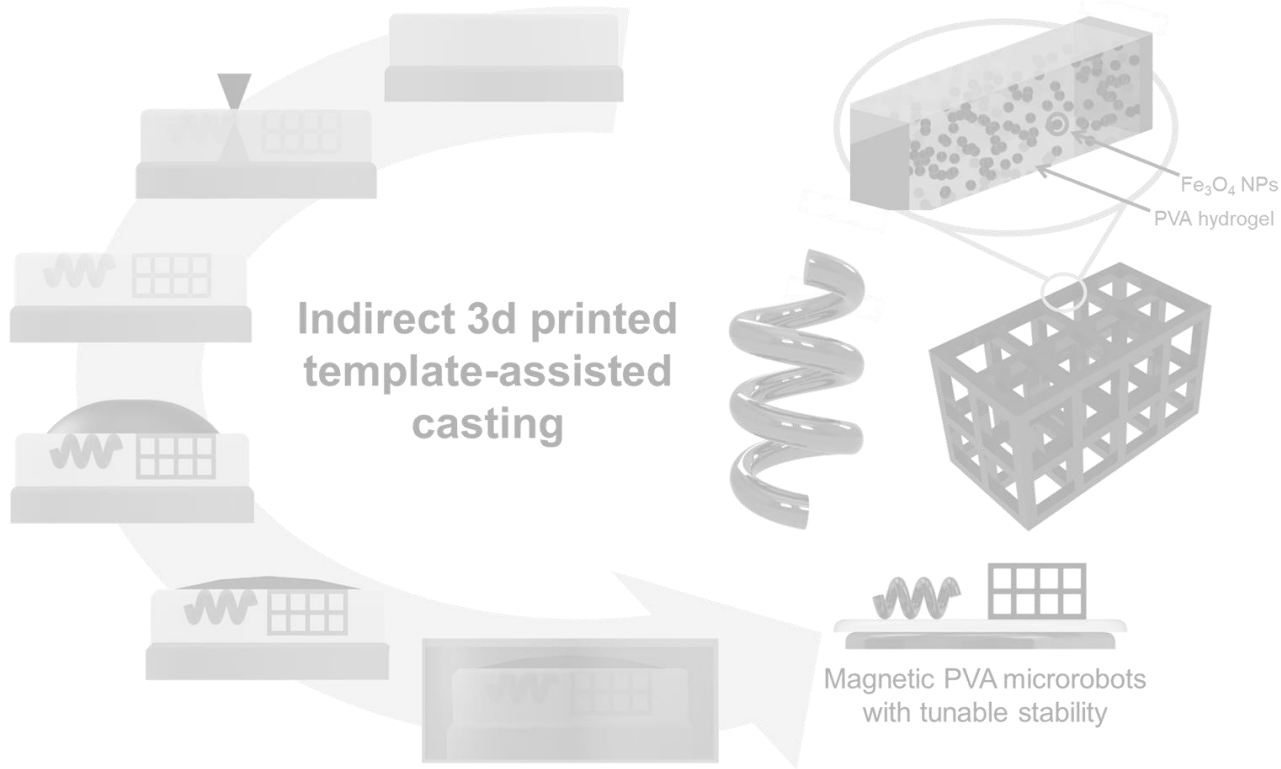 Fe₃O₄ NPs
PVA hydrogel
Indirect 3d printed
template-assisted
casting
Magnetic PVA microrobots
with tunable stability